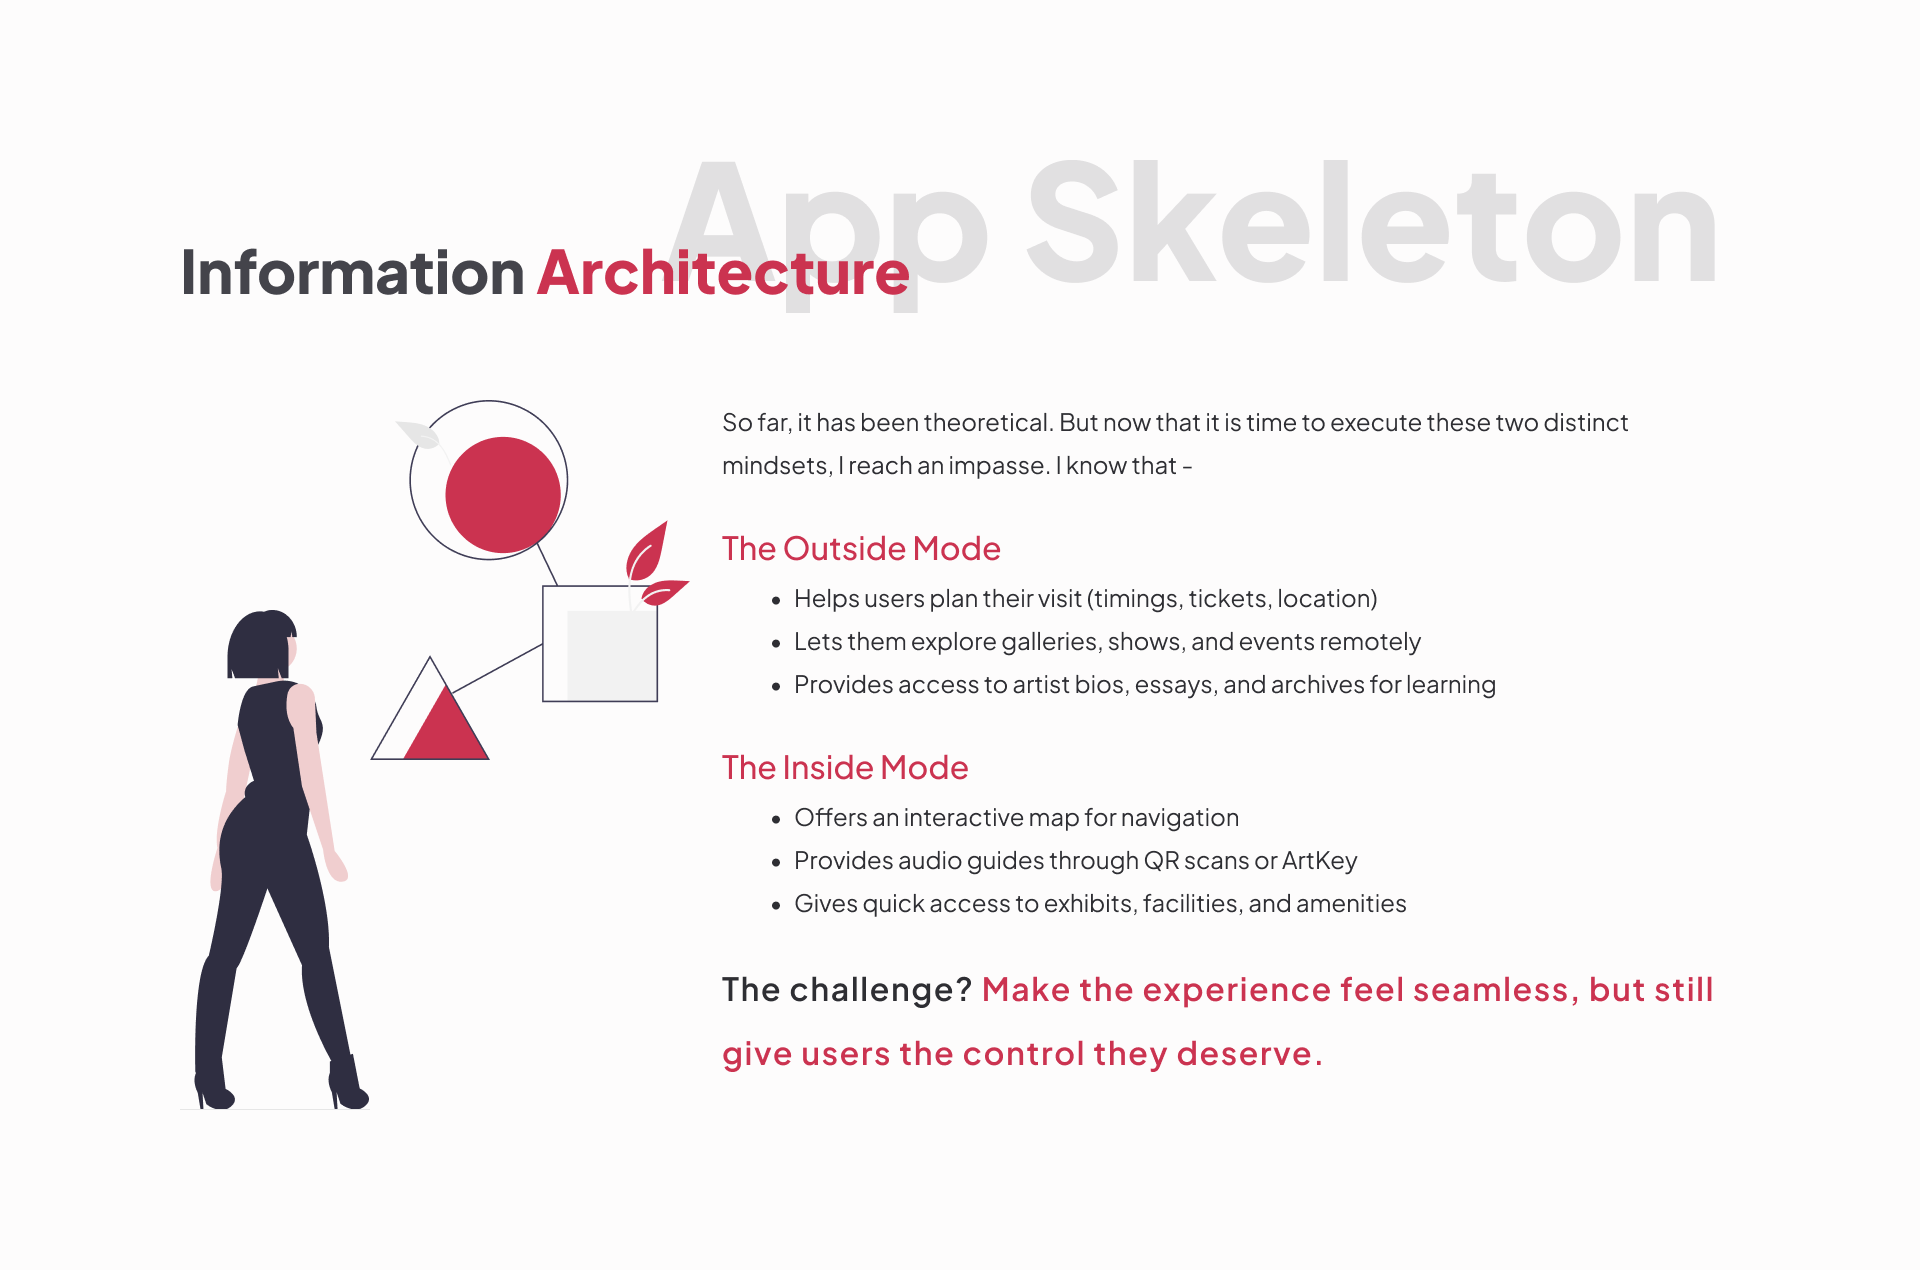 App Skeleton
Information Architecture
So far, it has been theoretical. But now that it is time to execute these two distinct
mindsets, I reach an impasse. I know that -
The Outside Mode
• Helps users plan their visit (timings, tickets, location)
• Lets them explore galleries, shows, and events remotely
• Provides access to artist bios, essays, and archives for learning
The Inside Mode
• Offers an interactive map for navigation
• Provides audio guides through QR scans or ArtKey
• Gives quick access to exhibits, facilities, and amenities
The challenge? Make the experience feel seamless, but still
give users the control they deserve.